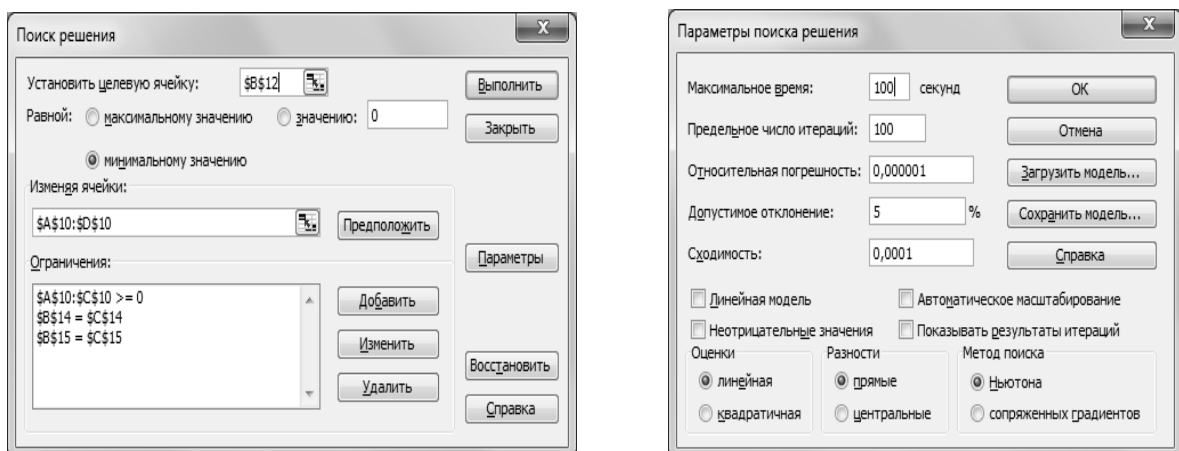 Поиск решения
X
Установить целевую ячейку: $B$12
Выполнить
Равной: максимальному значению значению: 0
Закрыть
минимальному значению
Изменяя ячейки:
$A$10:$D$10
Предположить
Ограничения:
Параметры
$A$10:$C$10 >= 0
$B$14 = $C$14
$B$15 = $C$15
Добавить
Изменить
Удалить
Восстановить
Справка
Параметры поиска решения
X
Максимальное время: 100 секунд
OK
Предельное число итераций: 100
Отмена
Относительная погрешность: 0,000001
Загрузить модель...
Допустимое отклонение: 5 %
Сохранить модель...
Сходимость: 0,0001
Справка
Линейная модель Автоматическое масштабирование
Неотрицательные значения Показывать результаты итераций
Оценки Разности Метод поиска
линейная прямые Ньютона
квадратичная центральные сопряженных градиентов